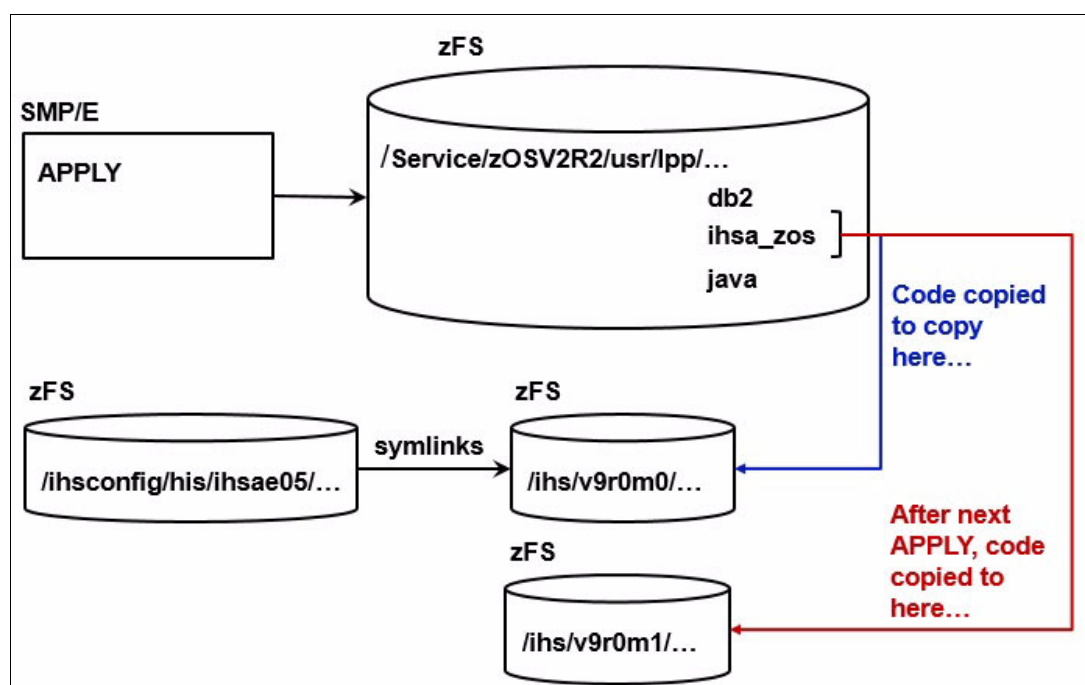 zFS
SMP/E
APPLY
/Service/zOSV2R2/usr/lpp/…
db2
ihsa_zos
java
Code copied
to copy
here…
zFS
zFS
symlinks
/ihsconfig/his/ihsae05/…
/ihs/v9r0m0/…
After next
APPLY, code
copied to
here…
zFS
/ihs/v9r0m1/…